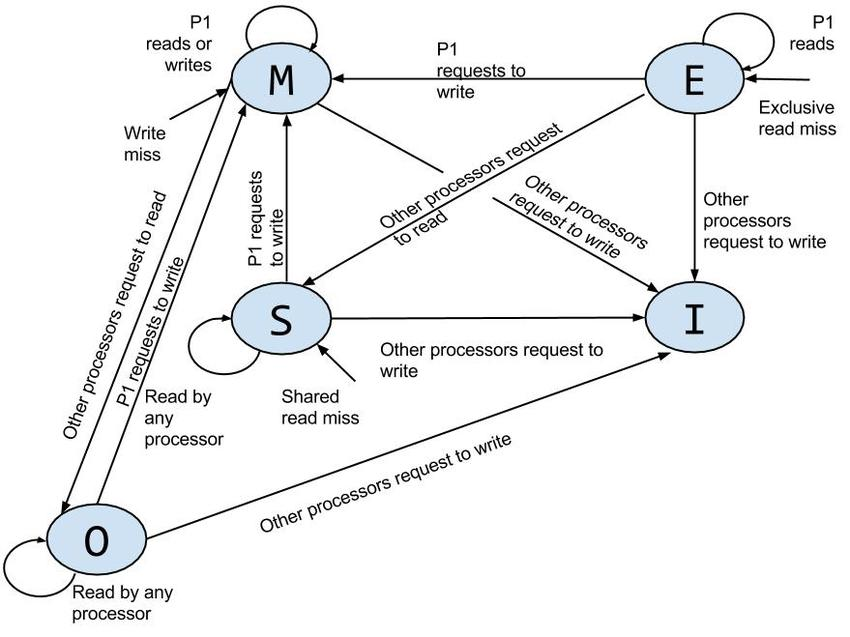 P1
reads or
writes
M
P1
requests to
write
E
P1
reads
Exclusive
read miss
Write
miss
Other processors request to read
P1 requests to write
P1 requests
to write
Other processors request
to read
Other processors
request to write
Other
processors
request to write
S
I
Other processors request to
write
Read by
any
processor
Shared
read miss
Other processors request to write
O
Read by any
processor